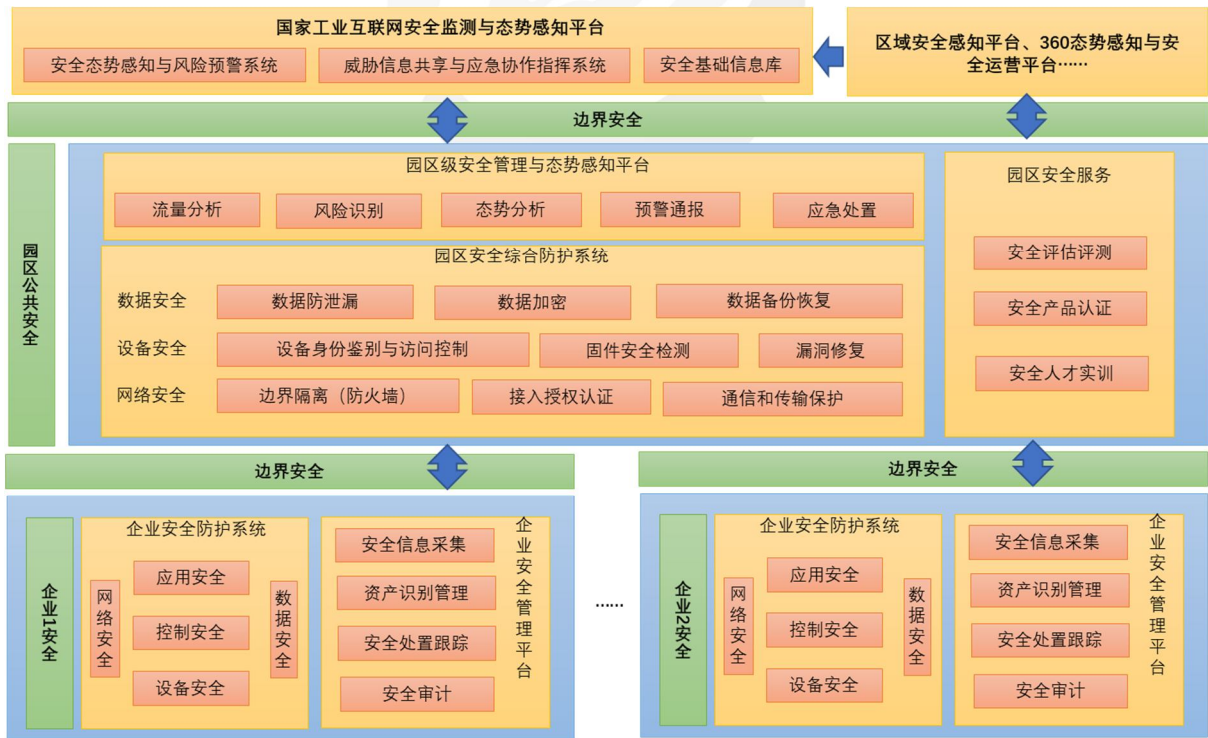 国家工业互联网安全监测与态势感知平台
安全态势感知与风险预警系统
威胁信息共享与应急协作指挥系统
安全基础信息库
区域安全感知平台、360态势感知与安
全运营平台……
边界安全
园区公共安全
园区级安全管理与态势感知平台
流量分析
风险识别
态势分析
预警通报
应急处置
园区安全综合防护系统
数据安全
数据防泄漏
数据加密
数据备份恢复
设备安全
设备身份鉴别与访问控制
固件安全检测
漏洞修复
网络安全
边界隔离（防火墙）
接入授权认证
通信和传输保护
园区安全服务
安全评估评测
安全产品认证
安全人才实训
边界安全
企业1安全
企业安全防护系统
网络安全
应用安全
控制安全
设备安全
数据安全
安全信息采集
资产识别管理
安全处置跟踪
安全审计
企业安全管理平台
……
边界安全
企业2安全
企业安全防护系统
网络安全
应用安全
控制安全
设备安全
数据安全
安全信息采集
资产识别管理
安全处置跟踪
安全审计
企业安全管理平台